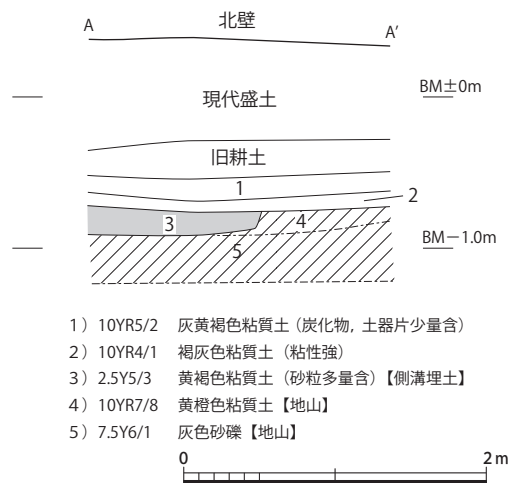 北壁
A
A’
BM±0m
現代盛土
旧耕土
1
2
3
4
BM－1.0m
5
1）10YR5/2　灰黄褐色粘質土（炭化物, 土器片少量含）
2）10YR4/1　褐灰色粘質土（粘性強）
3）2.5Y5/3　黄褐色粘質土（砂粒多量含）【側溝埋土】
4）10YR7/8　黄橙色粘質土【地山】
5）7.5Y6/1　灰色砂礫【地山】
0
2m